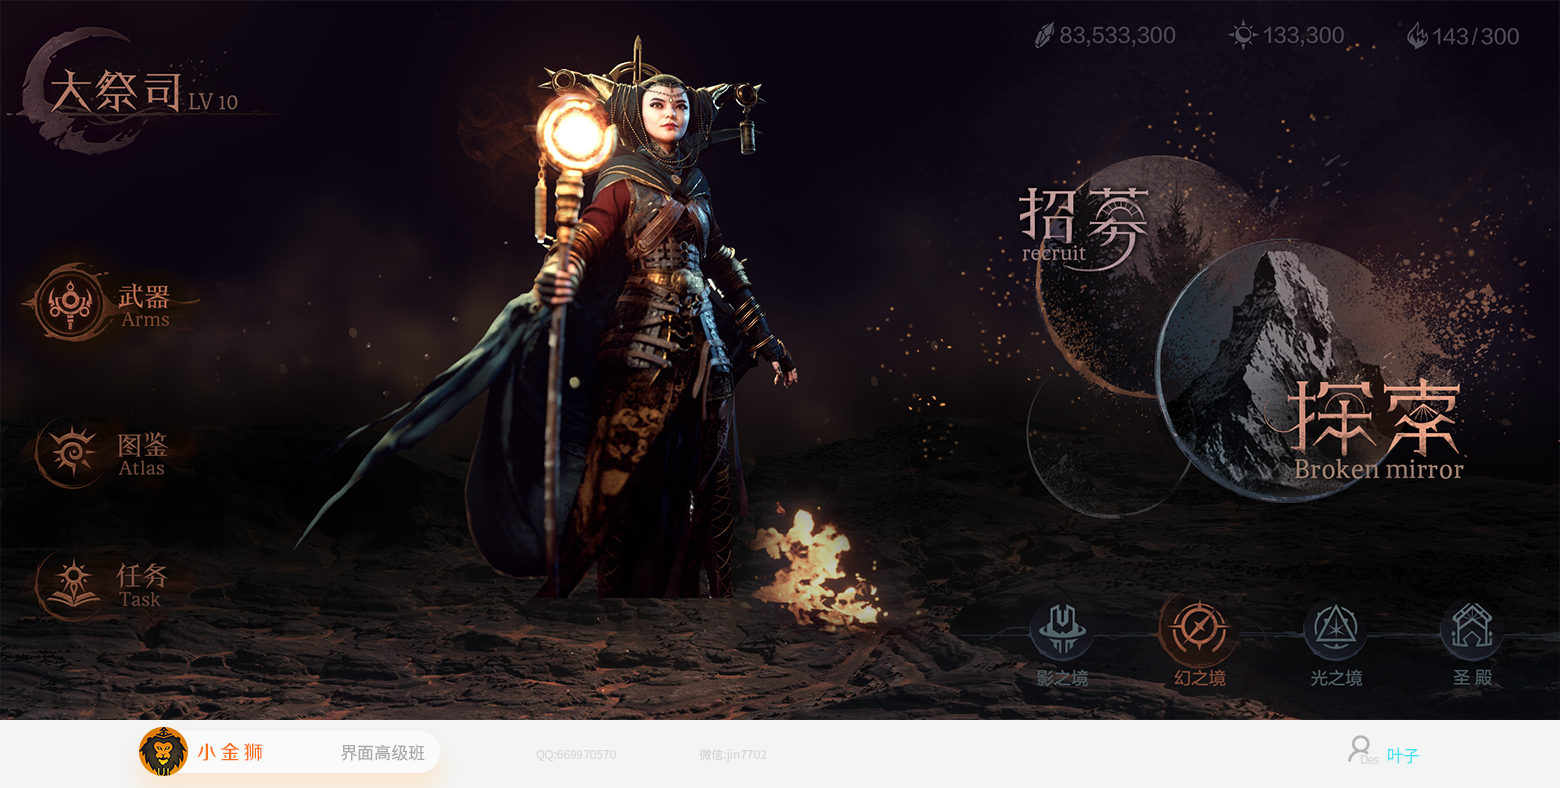 83,533,300
133,300
143/300
大祭司 LV 10
招募
recruit
武器
Arms
探索
Broken mirror
图鉴
Atlas
任务
Task
影之境
幻之境
光之境
圣殿
小金狮
界面高级班
QQ:669970570
微信:jin7702
Des
叶子